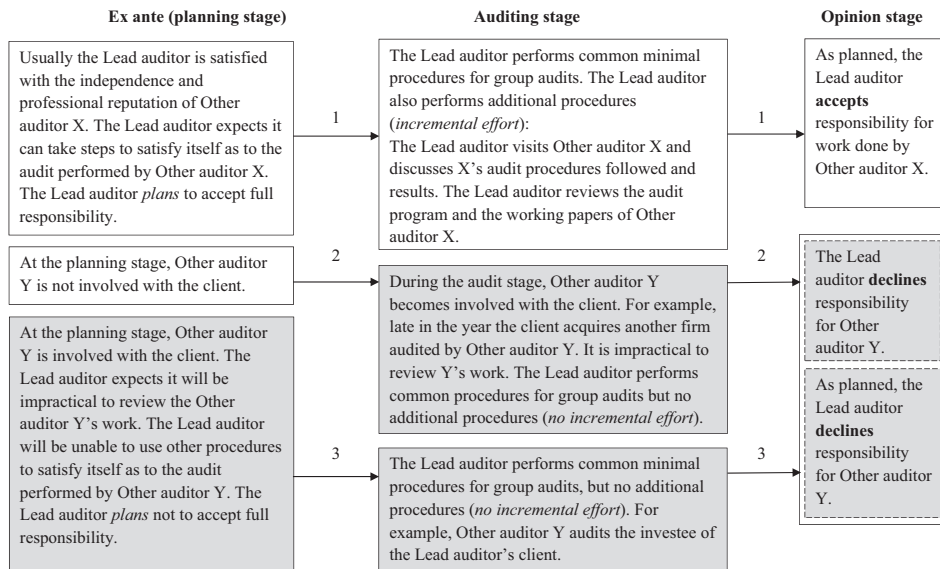 Ex ante (planning stage)
Auditing stage
Opinion stage
Usually the Lead auditor is satisfied
with the independence and
professional reputation of Other
auditor X. The Lead auditor expects it
can take steps to satisfy itself as to the
audit performed by Other auditor X.
The Lead auditor plans to accept full
responsibility.
1
The Lead auditor performs common minimal
procedures for group audits. The Lead auditor
also performs additional procedures
(incremental effort):
The Lead auditor visits Other auditor X and
discusses X’s audit procedures followed and
results. The Lead auditor reviews the audit
program and the working papers of Other
auditor X.
1
As planned, the
Lead auditor
accepts
responsibility for
work done by
Other auditor X.
At the planning stage, Other auditor
Y is not involved with the client.
2
During the audit stage, Other auditor Y
becomes involved with the client. For example,
late in the year the client acquires another firm
audited by Other auditor Y. It is impractical to
review Y’s work. The Lead auditor performs
common procedures for group audits but no
additional procedures (no incremental effort).
2
The Lead
auditor declines
responsibility
for Other
auditor Y.
At the planning stage, Other auditor
Y is involved with the client. The
Lead auditor expects it will be
impractical to review the Other
auditor Y’s work. The Lead auditor
will be unable to use other procedures
to satisfy itself as to the audit
performed by Other auditor Y. The
Lead auditor plans not to accept full
responsibility.
3
The Lead auditor performs common minimal
procedures for group audits, but no additional
procedures (no incremental effort). For
example, Other auditor Y audits the investee of
the Lead auditor’s client.
3
As planned, the
Lead auditor
declines
responsibility
for Other auditor
Y.